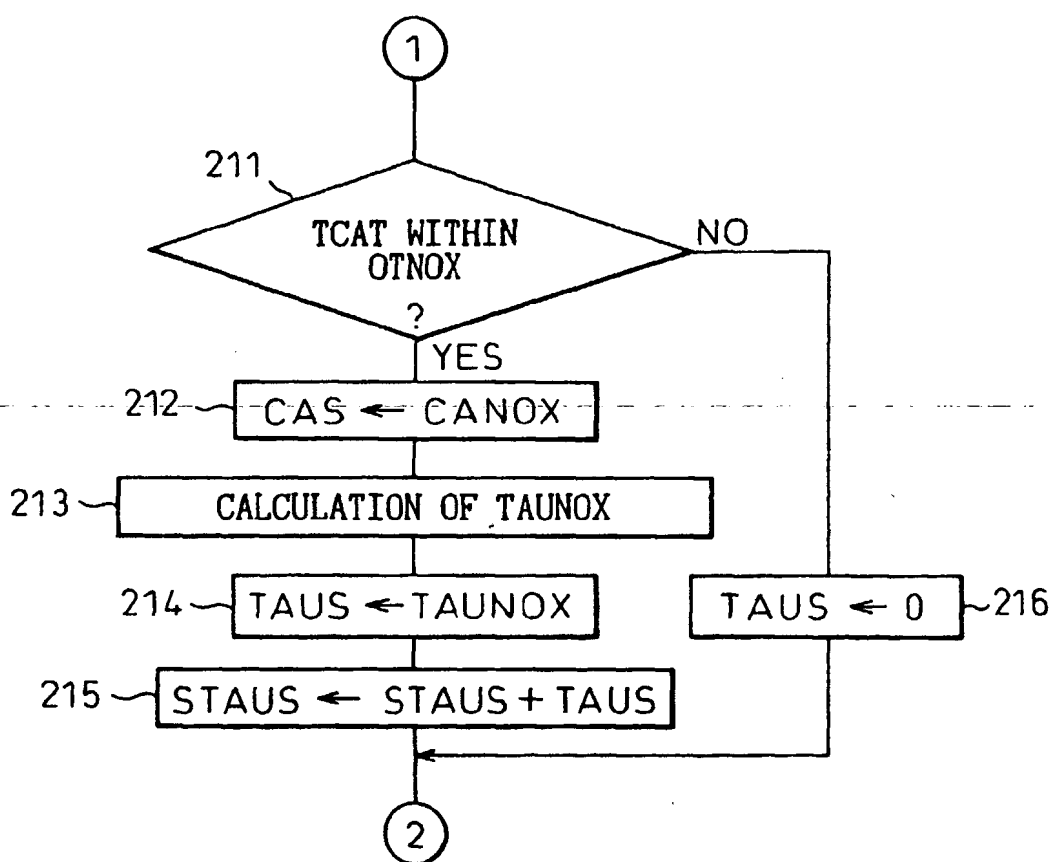 1
211
TCAT WITHIN
OTNOX
?
NO
YES
212
CAS ← CANOX
213
CALCULATION OF TAUNOX
214
TAUS ← TAUNOX
TAUS ← 0
216
215
STAUS ← STAUS + TAUS
2